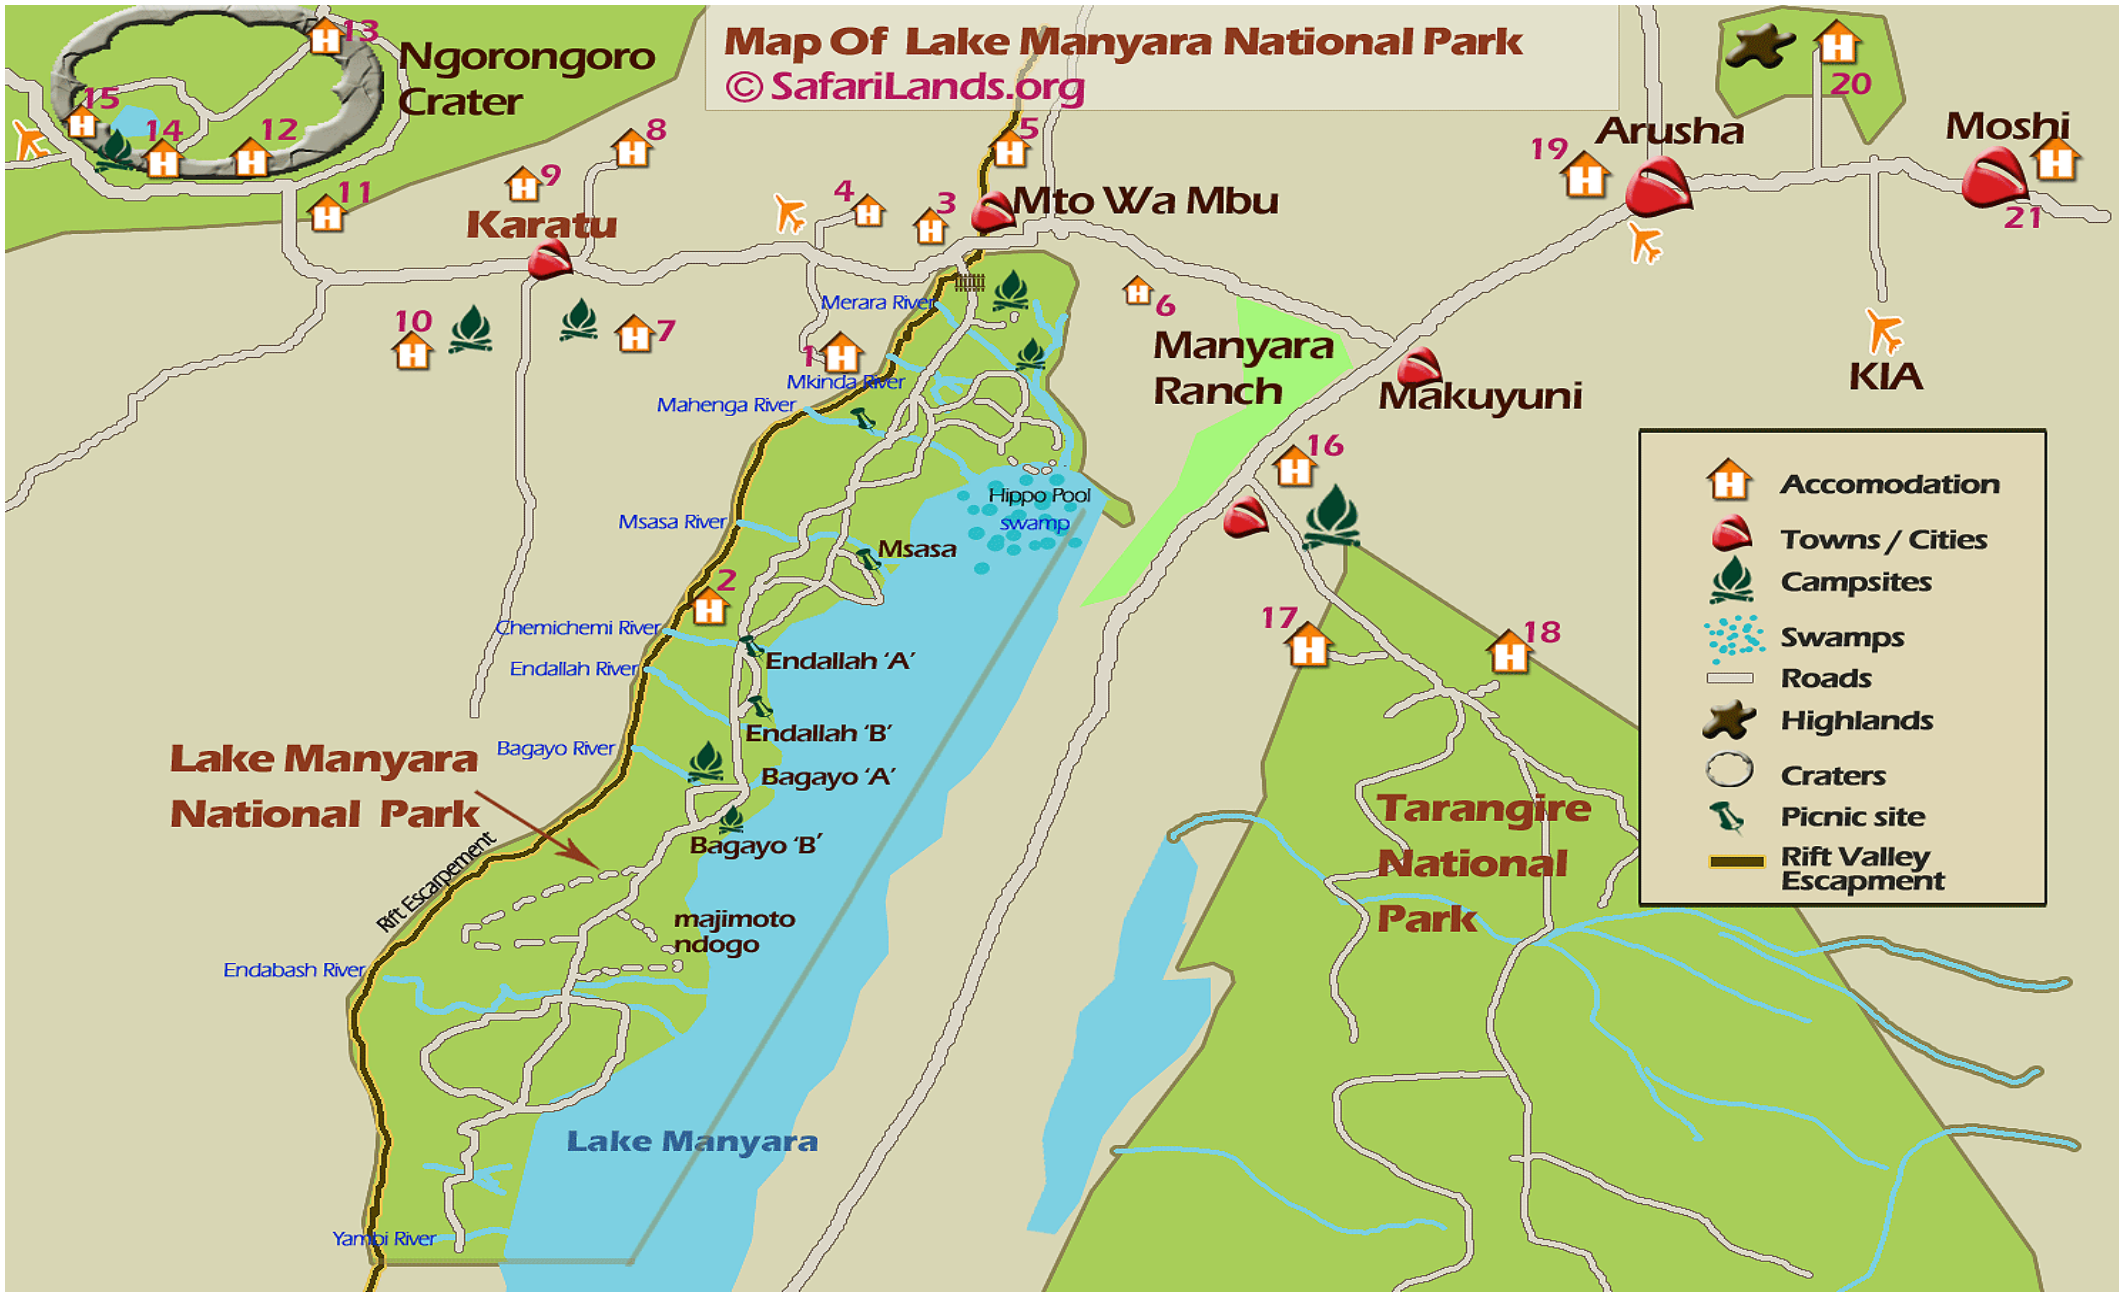 Map Of Lake Manyara National Park
© SafariLands.org
Ngorongoro
Crater
13
15
14
12
11
8
9
Karatu
10
7
4
3
5
Mto Wa Mbu
6
1
19
Arusha
20
Moshi
21
KIA
Manyara
Ranch
Makuyuni
16
17
18
Merara River
Mkinda River
Mahenga River
Hippo Pool
swamp
Msasa River
Msasa
2
Chemichemi River
Endallah 'A'
Endallah River
Endallah 'B'
Bagayo River
Bagayo 'A'
Bagayo 'B'
Lake Manyara
National Park
Rift Escarpement
majimoto
ndogo
Endabash River
Lake Manyara
Yambi River
Tarangire
National
Park
Accomodation
Towns / Cities
Campsites
Swamps
Roads
Highlands
Craters
Picnic site
Rift Valley
Escapment